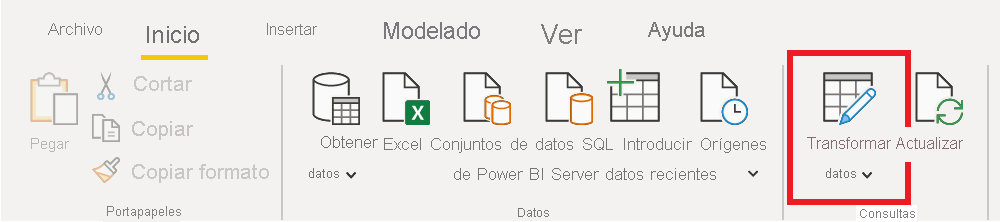 Archivo Inicio Insertar Modelado Ver Ayuda
Cortar
Copiar
Pegar
Copiar formato
Portapapeles
Obtener Excel Conjuntos de datos SQL Introducir Orígenes
datos de Power BI Server datos recientes
Datos
Transformar Actualizar
datos
Consultas